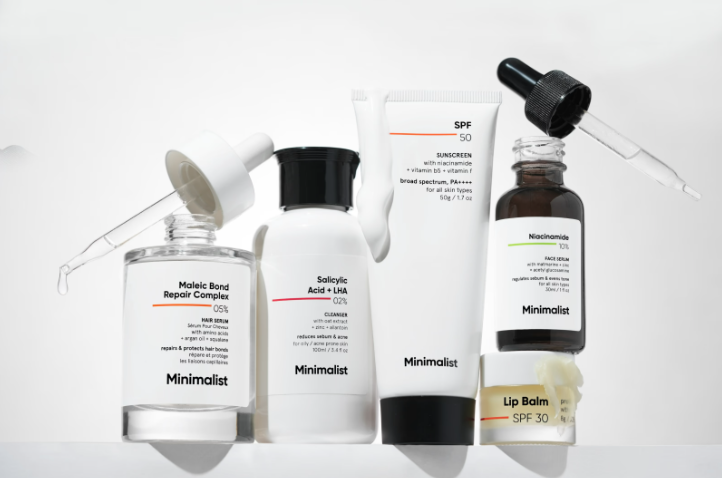 Maleic Bond
Repair Complex
05%
HAIR SERUM
Sérum Pour Cheveux
with amino acids
+ argan oil + squalane
repairs & protects hair bonds
répare et protège
les liaisons capillaires
Minimalist
Salicylic
Acid + LHA
02%
CLEANSER
with oat extract
+ zinc + allantoin
reduces sebum & acne
for oily / acne prone skin
100ml / 3.4 fl oz
Minimalist
SPF
50
SUNSCREEN
with niacinamide
+ vitamin b5 + vitamin f
broad spectrum, PA++++
for all skin types
50g / 1.7 oz
Minimalist
Niacinamide
10%
FACE SERUM
with matmarine + zinc
+ acetyl glucosamine
regulates sebum & evens tone
for all skin types
30ml / 1 fl oz
Minimalist
Lip Balm
SPF 30